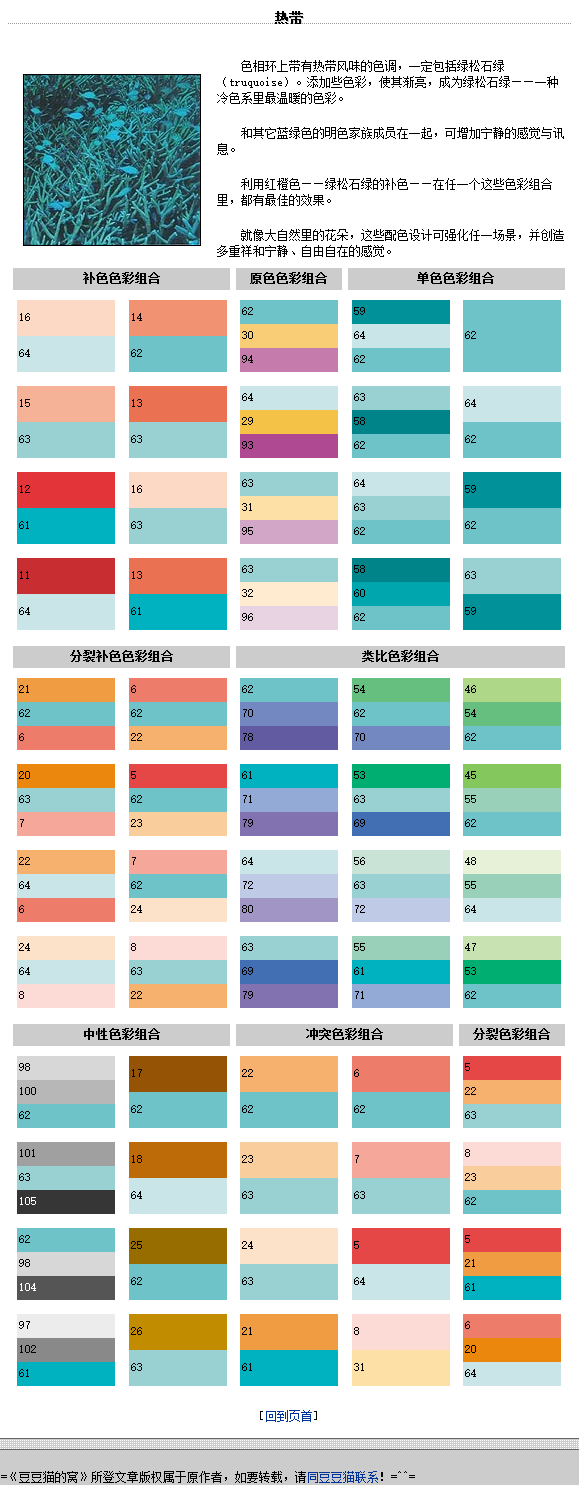 热带
色相环上带有热带风味的色调，一定包括绿松石绿
（truquoise）。添加些色彩，使其渐亮，成为绿松石绿－－一种
冷色系里最温暖的色彩。
和其它蓝绿色的明色家族成员在一起，可增加宁静的感觉与讯
息。
利用红橙色－－绿松石绿的补色－－在任一个这些色彩组合
里，都有最佳的效果。
就像大自然里的花朵，这些配色设计可强化任一场景，并创造
多重祥和宁静、自由自在的感觉。
补色色彩组合 原色色彩组合 单色色彩组合
16 14 62 59 62
30 64
64 62 94 62
15 13 64 63 64
29 58
63 63 93 62 62
12 16 63 64 59
31 63
61 63 95 62 62
11 13 63 58 63
32 60
64 61 96 62 59
分裂补色色彩组合 类比色彩组合
21 6 62 54 46
62 62 70 62 54
6 22 78 70 62
20 5 61 53 45
63 62 71 63 55
7 23 79 69 62
22 7 64 56 48
64 62 72 63 55
6 24 80 72 64
24 8 63 55 47
64 63 69 61 53
8 22 79 71 62
中性色彩组合 冲突色彩组合 分裂色彩组合
98 17 22 6 5
100 22
62 62 62 62 63
101 18 23 7 8
63 23
105 64 63 63 62
62 25 24 5 5
98 21
104 62 63 64 61
97 26 21 8 6
102 20
61 63 61 31 64
[回到页首]
=《豆豆猫的窝》所登文章版权属于原作者，如要转载，请同豆豆猫联系！=^^=